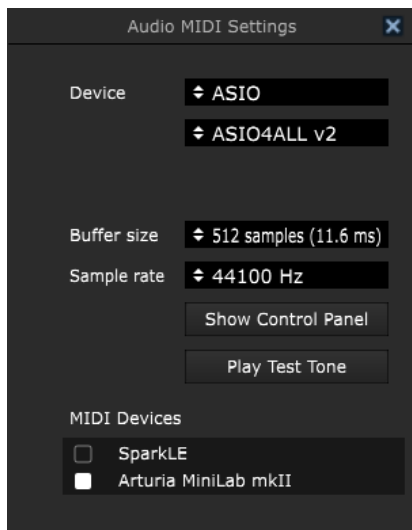 Audio MIDI Settings
Device
ASIO
ASIO4ALL v2
Buffer size
512 samples (11.6 ms)
Sample rate
44100 Hz
Show Control Panel
Play Test Tone
MIDI Devices
SparkLE
Arturia MiniLab mkII